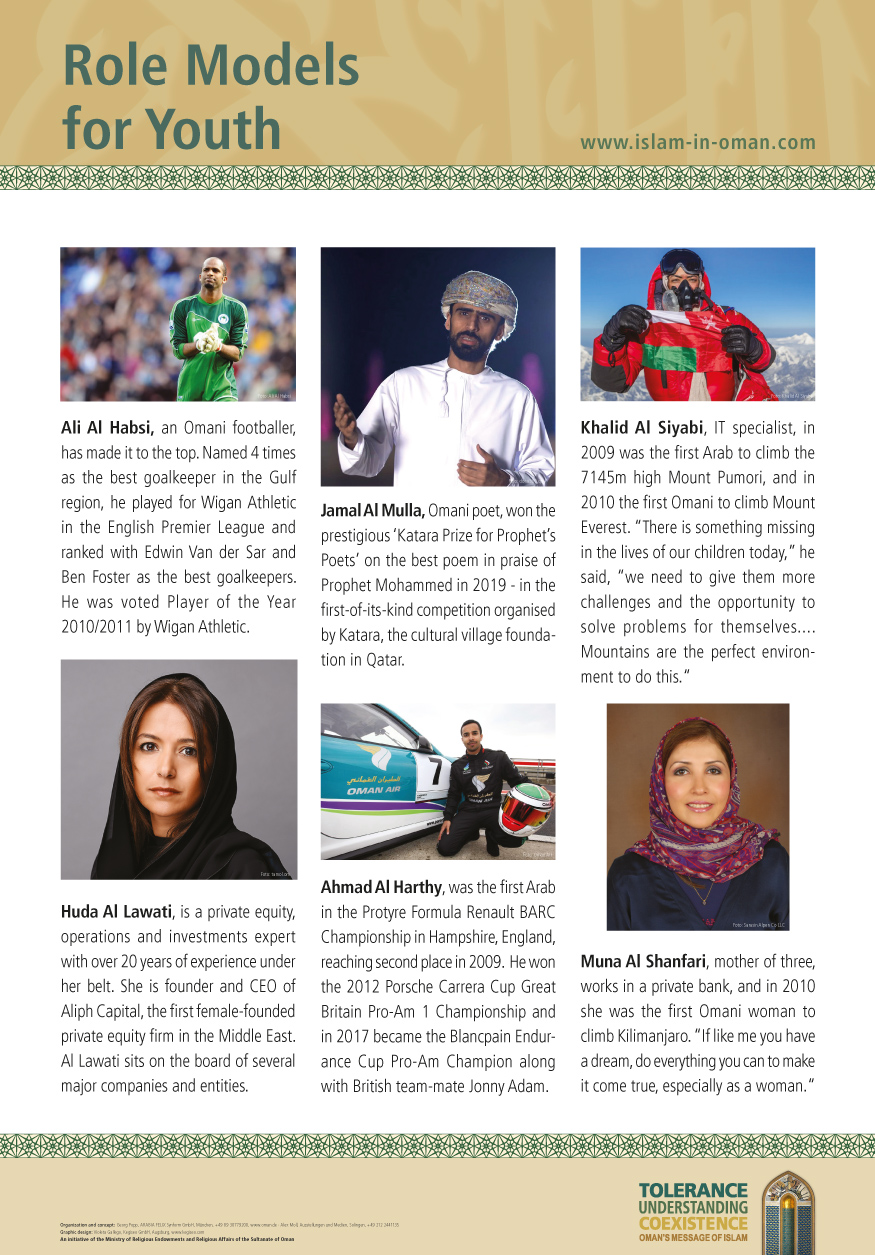 Role Models
for Youth
www.islam-in-oman.com
Ali Al Habsi, an Omani footballer,
has made it to the top. Named 4 times
as the best goalkeeper in the Gulf
region, he played for Wigan Athletic
in the English Premier League and
ranked with Edwin Van der Sar and
Ben Foster as the best goalkeepers.
He was voted Player of the Year
2010/2011 by Wigan Athletic.
Foto: tamol.om
Huda Al Lawati, is a private equity,
operations and investments expert
with over 20 years of experience under
her belt. She is founder and CEO of
Aliph Capital, the first female-founded
private equity firm in the Middle East.
Al Lawati sits on the board of several
major companies and entities.
Jamal Al Mulla, Omani poet, won the
prestigious ‘Katara Prize for Prophet’s
Poets’ on the best poem in praise of
Prophet Mohammed in 2019 - in the
first-of-its-kind competition organised
by Katara, the cultural village founda-
tion in Qatar.
7
الطيران العماني
OMAN AIR
Ahmad Al Harthy, was the first Arab
in the Protyre Formula Renault BARC
Championship in Hampshire, England,
reaching second place in 2009. He won
the 2012 Porsche Carrera Cup Great
Britain Pro-Am 1 Championship and
in 2017 became the Blancpain Endur-
ance Cup Pro-Am Champion along
with British team-mate Jonny Adam.
Khalid Al Siyabi, IT specialist, in
2009 was the first Arab to climb the
7145m high Mount Pumori, and in
2010 the first Omani to climb Mount
Everest. “There is something missing
in the lives of our children today,” he
said, “we need to give them more
challenges and the opportunity to
solve problems for themselves....
Mountains are the perfect environ-
ment to do this.“
Muna Al Shanfari, mother of three,
works in a private bank, and in 2010
she was the first Omani woman to
climb Kilimanjaro. “If like me you have
a dream, do everything you can to make
it come true, especially as a woman.“
TOLERANCE
UNDERSTANDING
COEXISTENCE
OMAN'S MESSAGE OF ISLAM
An initiative of the Ministry of Religious Endowments and Religious Affairs of the Sultanate of Oman